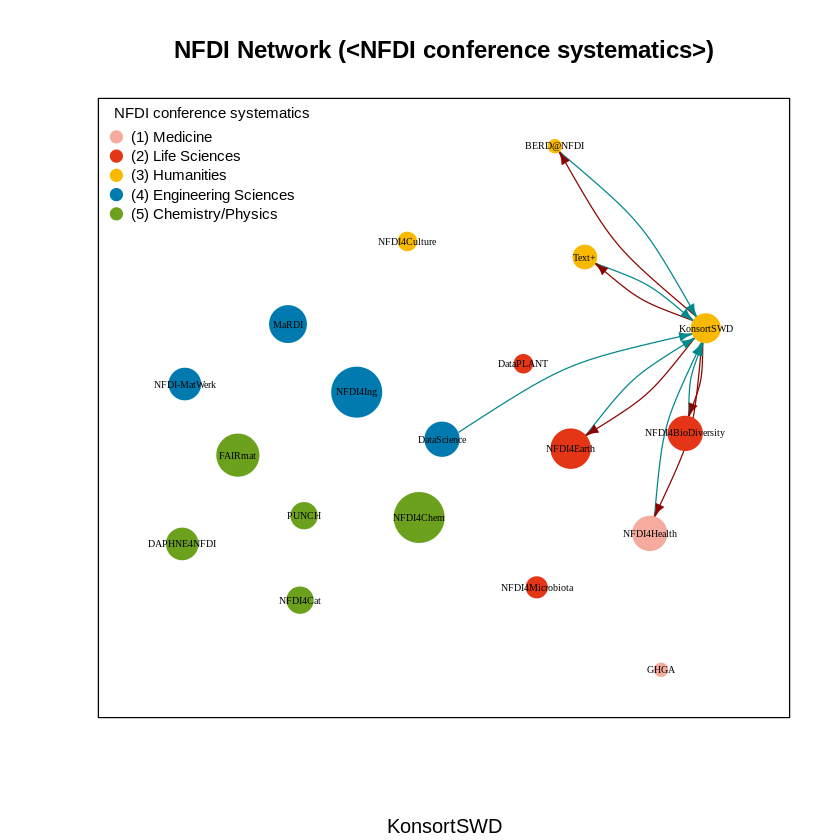 NFDI Network (<NFDI conference systematics>)
NFDI conference systematics
(1) Medicine
(2) Life Sciences
(3) Humanities
(4) Engineering Sciences
(5) Chemistry/Physics
BERD@NFDI
NFDI4Culture
Text+
MaRDI
KonsortSWD
DataPLANT
NFDI-MatWerk
NFDI4Ing
DataScience
NFDI4BioDiversity
NFDI4Earth
FAIRmat
PUNCH
NFDI4Chem
NFDI4Health
DAPHNE4NFDI
NFDI4Microbiota
NFDI4Cat
GHGA
KonsortSWD